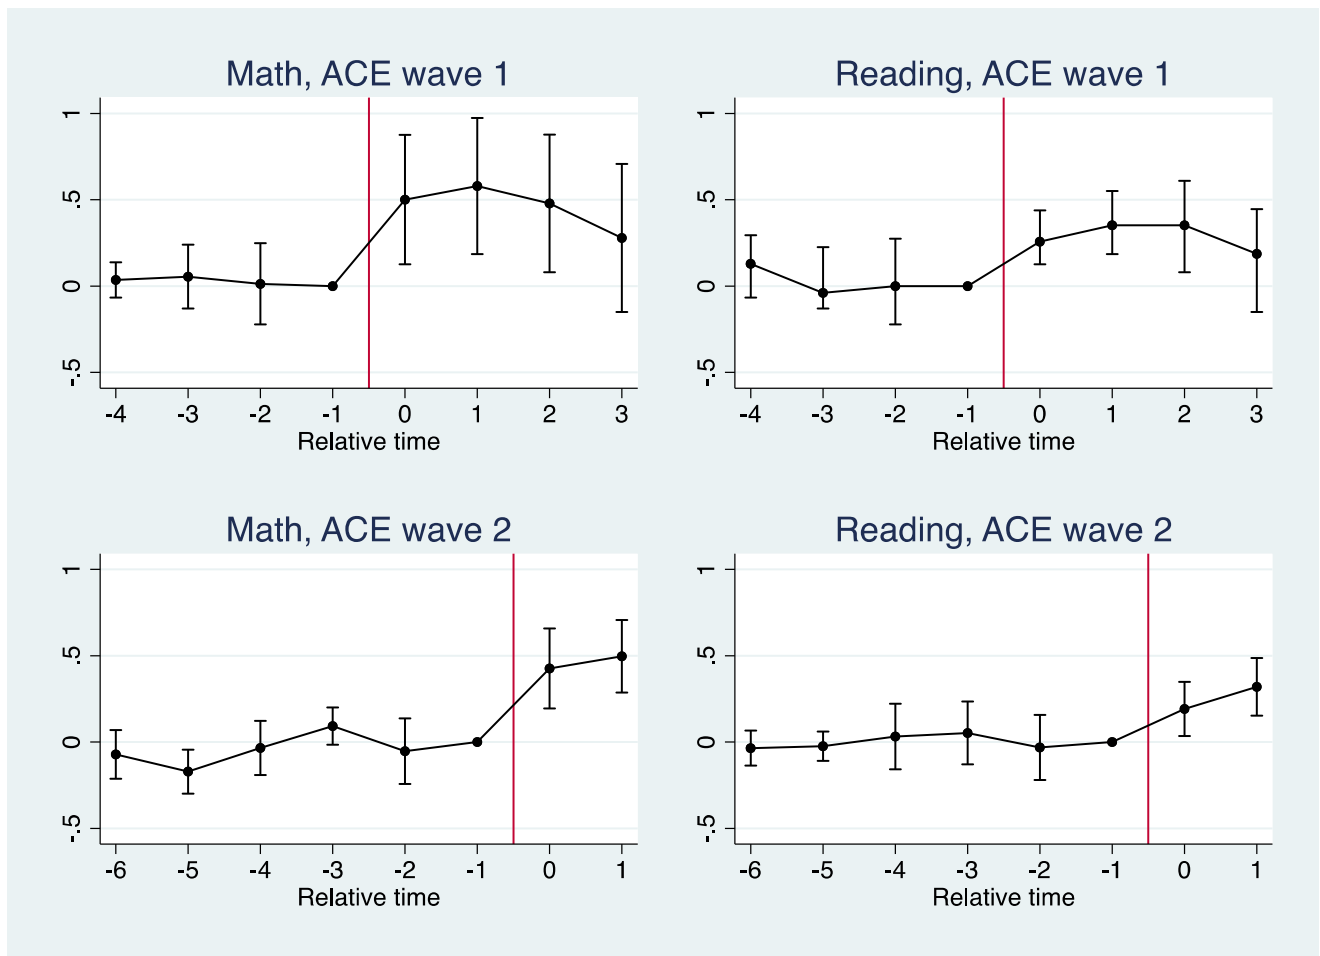 Math, ACE wave 1
1
.5
0
-.5
-4 -3 -2 -1 0 1 2 3
Relative time
Reading, ACE wave 1
1
.5
0
-.5
-4 -3 -2 -1 0 1 2 3
Relative time
Math, ACE wave 2
1
.5
0
-.5
-6 -5 -4 -3 -2 -1 0 1
Relative time
Reading, ACE wave 2
1
.5
0
-.5
-6 -5 -4 -3 -2 -1 0 1
Relative time